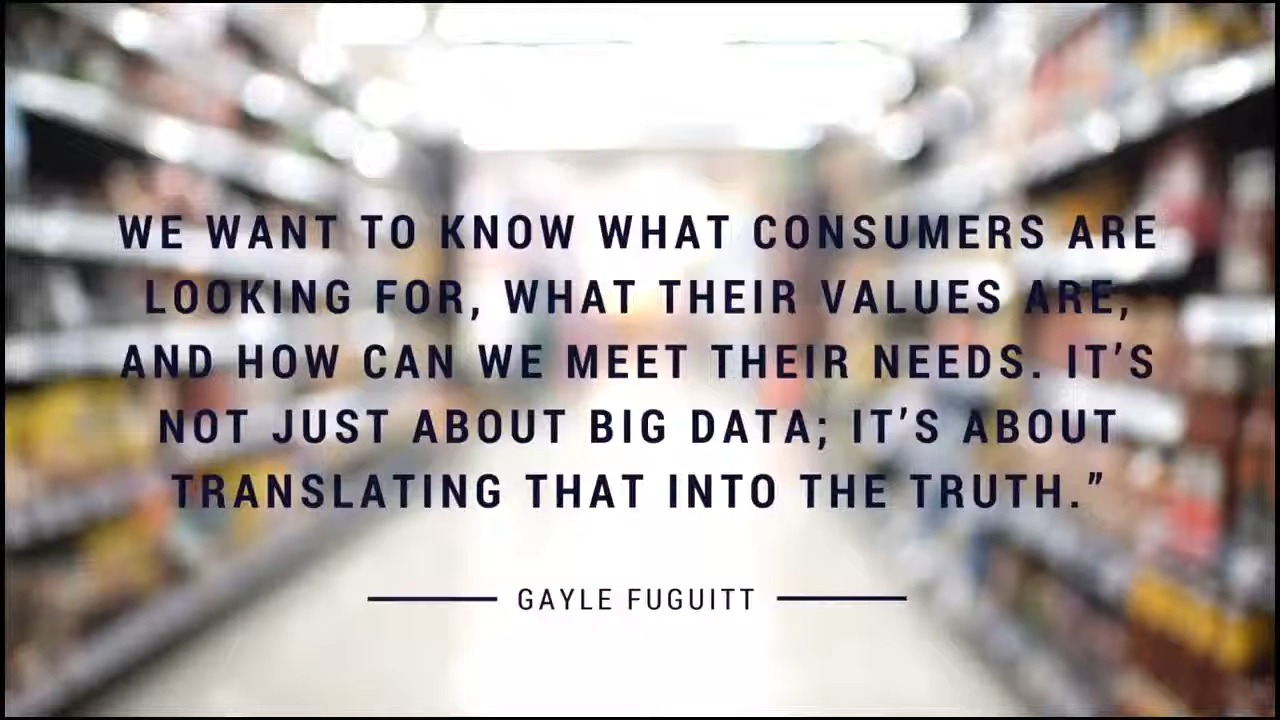 WE WANT TO KNOW WHAT CONSUMERS ARE
LOOKING FOR, WHAT THEIR VALUES ARE,
AND HOW CAN WE MEET THEIR NEEDS. IT’S
NOT JUST ABOUT BIG DATA; IT’S ABOUT
TRANSLATING THAT INTO THE TRUTH.”
GAYLE FUGUITT